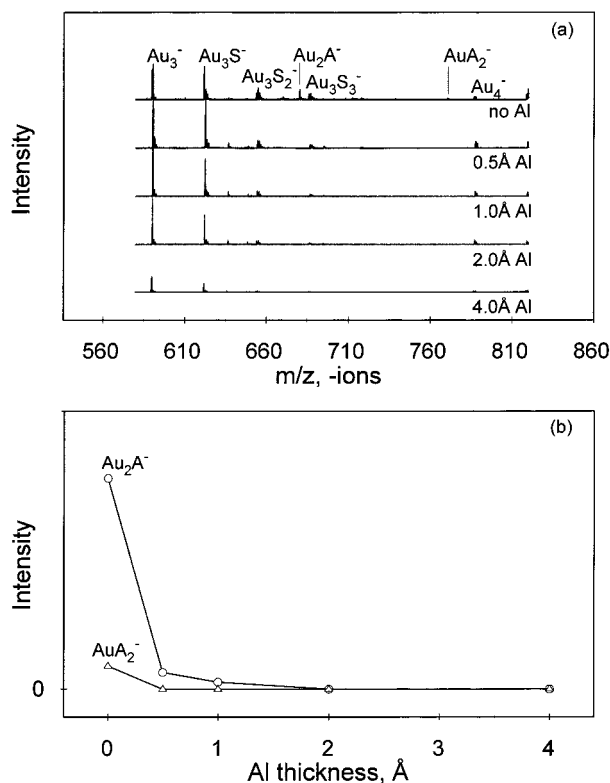 (a)
Au₃⁻ Au₃S⁻ Au₂A⁻ AuA₂⁻
Au₃S₂⁻ Au₃S₃⁻ Au₄⁻
no Al
0.5Å Al
1.0Å Al
2.0Å Al
4.0Å Al
Intensity
560 610 660 710 760 810 860
m/z, -ions
(b)
Au₂A⁻
AuA₂⁻
Intensity
0
0 1 2 3 4
Al thickness, Å